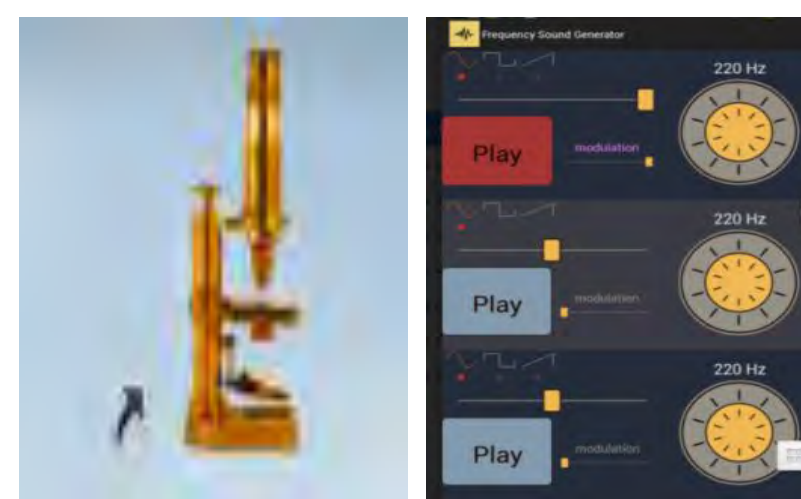 Frequency Sound Generator
220 Hz
Play
modulation
220 Hz
Play
modulation
220 Hz
Play
modulation